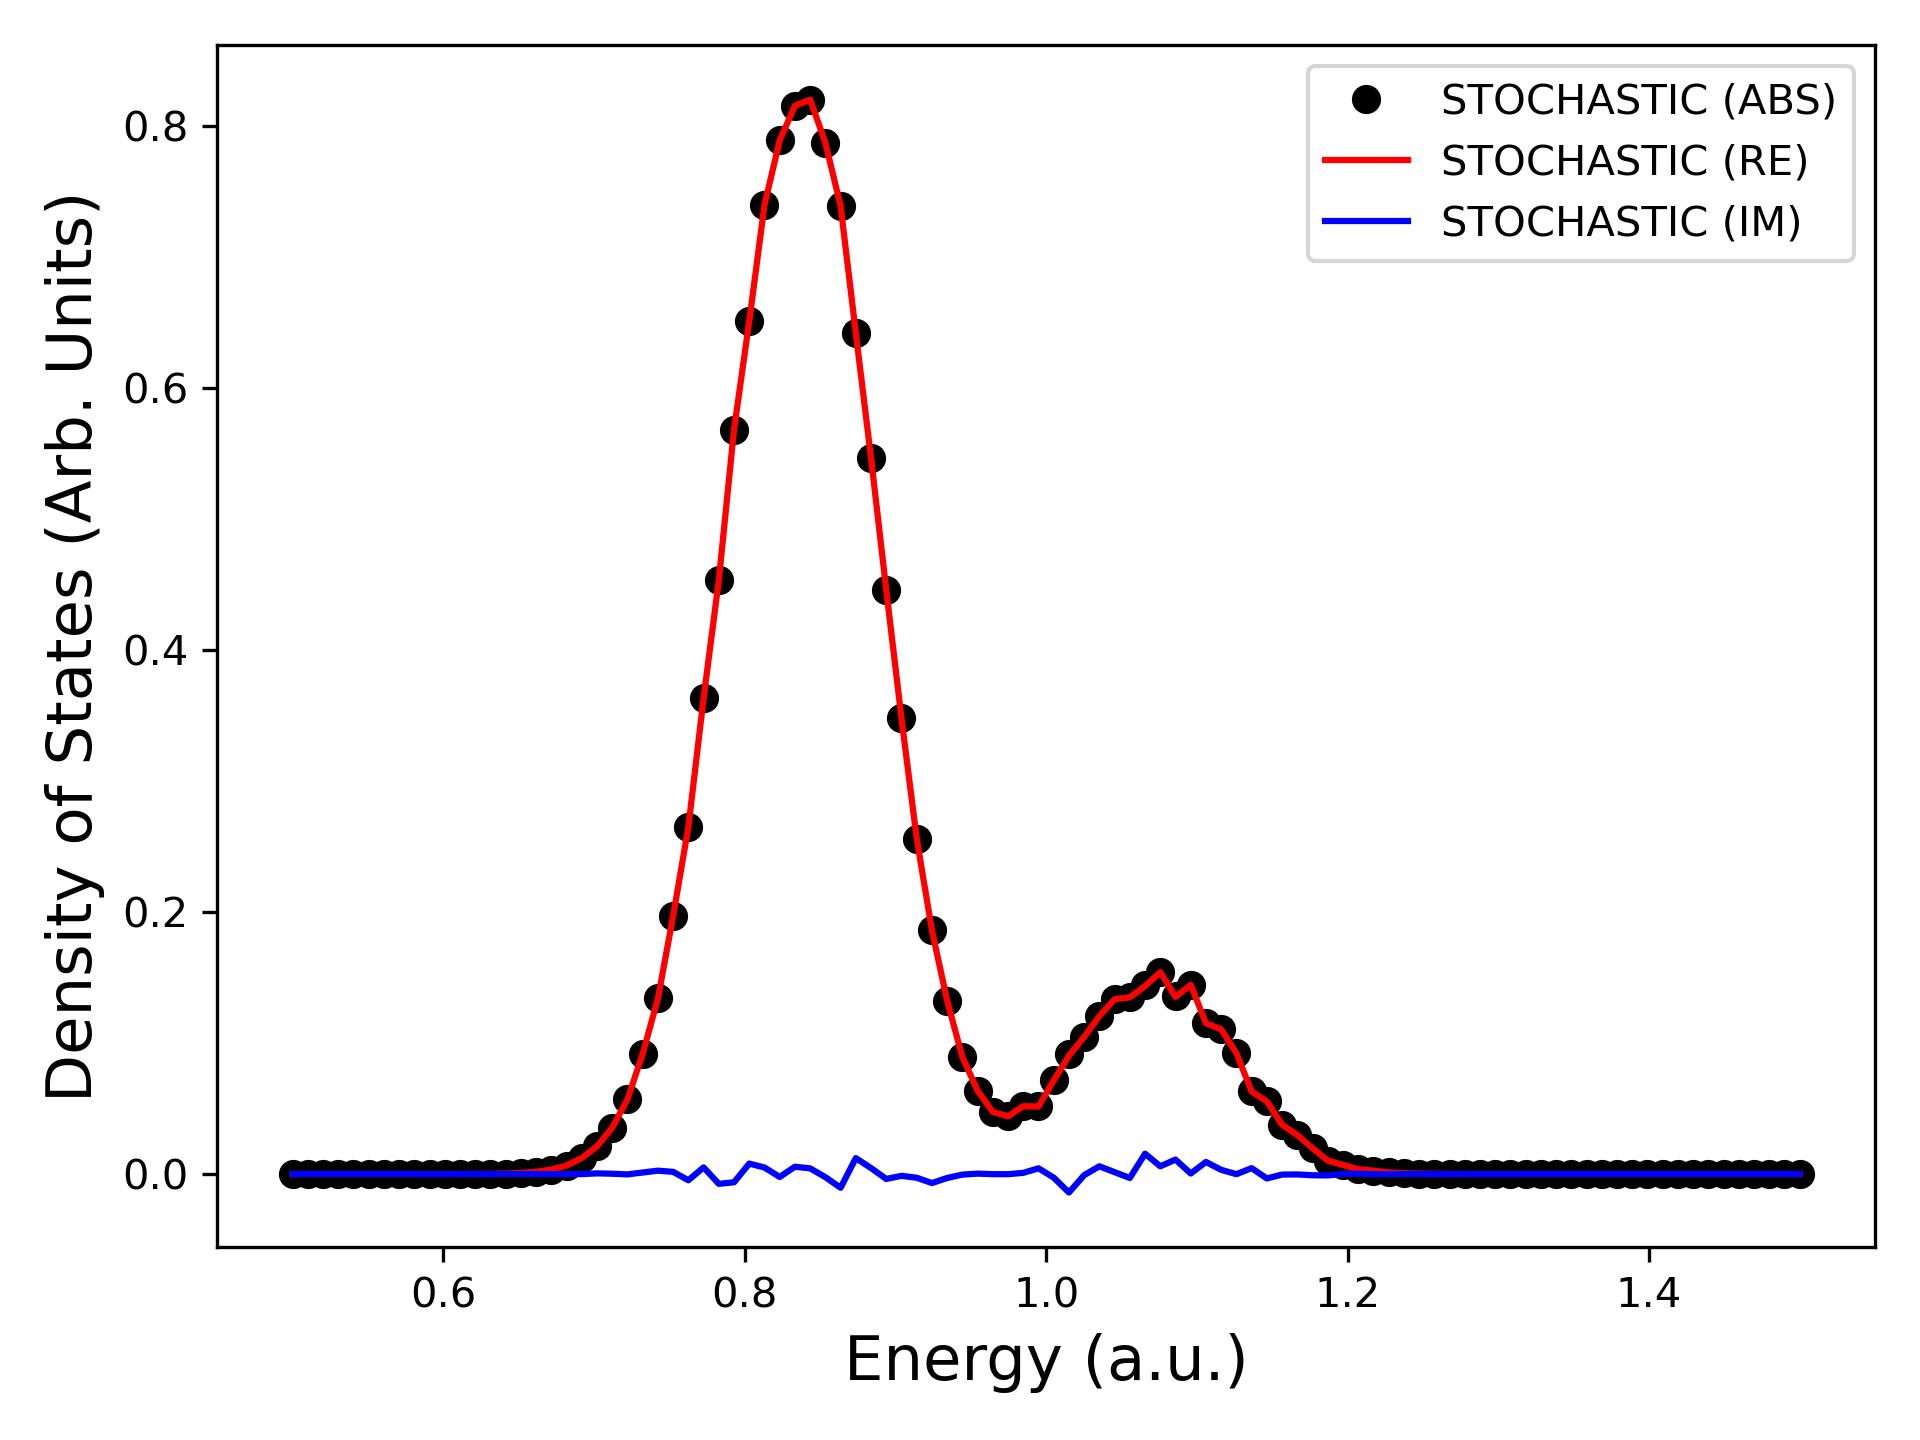 STOCHASTIC (ABS)
STOCHASTIC (RE)
STOCHASTIC (IM)
Density of States (Arb. Units)
0.8
0.6
0.4
0.2
0.0
0.6 0.8 1.0 1.2 1.4
Energy (a.u.)